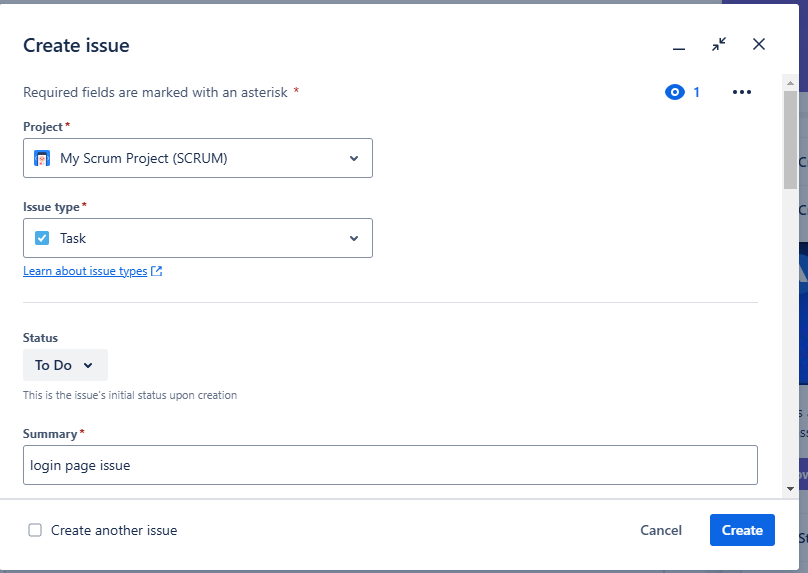 Create issue
Required fields are marked with an asterisk *
1
Project*
My Scrum Project (SCRUM)
Issue type*
Task
Learn about issue types
Status
To Do
This is the issue's initial status upon creation
Summary*
login page issue
Create another issue
Cancel
Create